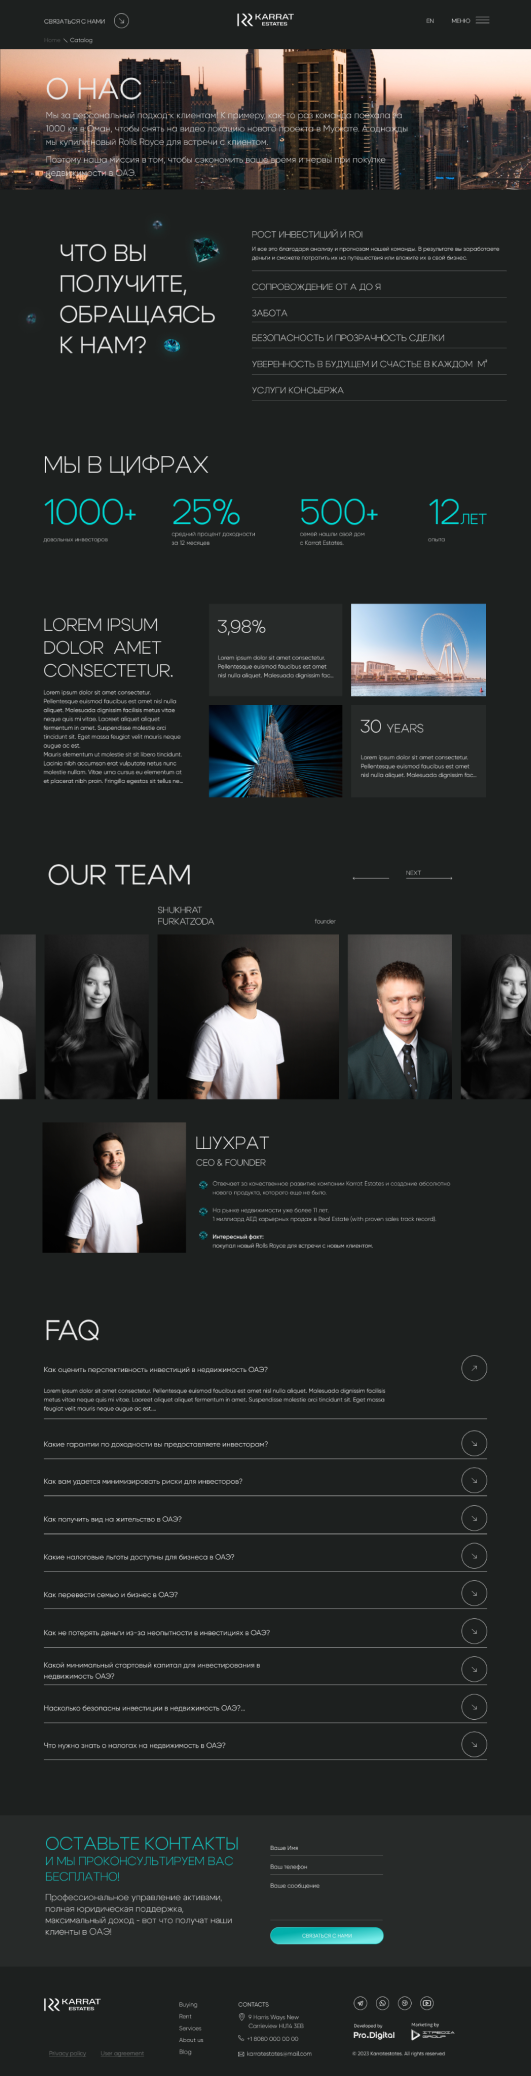 СВЯЗАТЬСЯ С НАМИ
KARRAT
ESTATES
EN
МЕНЮ
Home
Catalog
О НАС
Мы за персональный подход к клиентам! К примеру, как-то раз команда поехала за
1000 км в Оман, чтобы снять на видео локацию нового проекта в Мускате. А однажды
мы купили новый Rolls Royce для встречи с клиентом.
Поэтому наша миссия в том, чтобы сэкономить ваше время и нервы при покупке
недвижимости в ОАЭ.
ЧТО ВЫ
ПОЛУЧИТЕ,
ОБРАЩАЯСЬ
К НАМ?
РОСТ ИНВЕСТИЦИЙ И ROI
И все это благодаря анализу и прогнозам нашей команды. В результате вы заработаете
деньги и сможете потратить их на путешествия или вложите их в свой бизнес.
СОПРОВОЖДЕНИЕ ОТ А ДО Я
ЗАБОТА
БЕЗОПАСНОСТЬ И ПРОЗРАЧНОСТЬ СДЕЛКИ
УВЕРЕННОСТЬ В БУДУЩЕМ И СЧАСТЬЕ В КАЖДОМ М²
УСЛУГИ КОНСЬЕРЖА
МЫ В ЦИФРАХ
1000+
довольных инвесторов
25%
средний процент доходности
за 12 месяцев
500+
семей нашли свой дом
с Karrat Estates.
12 ЛЕТ
опыта
LOREM IPSUM
DOLOR AMET
CONSECTETUR.
Lorem ipsum dolor sit amet consectetur.
Pellentesque euismod faucibus est amet nisl nulla
aliquet. Malesuada dignissim facilisis metus vitae
neque quis mi vitae. Laoreet aliquet aliquet
fermentum in amet. Suspendisse molestie orci
tincidunt sit. Eget massa feugiat velit mauris neque
augue ac est.
Mauris elementum ut molestie sit sit libero tincidunt.
Lacinia nibh accumsan erat vulputate netus nunc
molestie nullam. Vitae urna cursus eu elementum at
et placerat nibh proin. Fringilla egestas sit tellus ne...
3,98%
Lorem ipsum dolor sit amet consectetur.
Pellentesque euismod faucibus est amet
nisl nulla aliquet. Malesuada dignissim fac...
30 YEARS
Lorem ipsum dolor sit amet consectetur.
Pellentesque euismod faucibus est amet
nisl nulla aliquet. Malesuada dignissim fac...
OUR TEAM
NEXT
SHUKHRAT
FURKATZODA
founder
ШУХРАТ
CEO & FOUNDER
Отвечает за качественное развитие компании Karrat Estates и создание абсолютно
нового продукта, которого еще не было.
На рынке недвижимости уже более 11 лет.
1 миллиард АЕД карьерных продаж в Real Estate (with proven sales track record).
Интересный факт:
покупал новый Rolls Royce для встречи с новым клиентом.
FAQ
Как оценить перспективность инвестиций в недвижимость ОАЭ?
Lorem ipsum dolor sit amet consectetur. Pellentesque euismod faucibus est amet nisl nulla aliquet. Malesuada dignissim facilisis
metus vitae neque quis mi vitae. Laoreet aliquet aliquet fermentum in amet. Suspendisse molestie orci tincidunt sit. Eget massa
feugiat velit mauris neque augue ac est....
Какие гарантии по доходности вы предоставляете инвесторам?
Как вам удается минимизировать риски для инвесторов?
Как получить вид на жительство в ОАЭ?
Какие налоговые льготы доступны для бизнеса в ОАЭ?
Как перевести семью и бизнес в ОАЭ?
Как не потерять деньги из-за неопытности в инвестициях в ОАЭ?
Какой минимальный стартовый капитал для инвестирования в
недвижимость ОАЭ?
Насколько безопасны инвестиции в недвижимость ОАЭ?...
Что нужно знать о налогах на недвижимость в ОАЭ?
ОСТАВЬТЕ КОНТАКТЫ
И МЫ ПРОКОНСУЛЬТИРУЕМ ВАС
БЕСПЛАТНО!
Профессиональное управление активами,
полная юридическая поддержка,
максимальный доход - вот что получат наши
клиенты в ОАЭ!
Ваше Имя
Ваш телефон
Ваше сообщение
СВЯЗАТЬСЯ С НАМИ
KARRAT
ESTATES
Privacy policy
User agreement
Buying
Rent
Services
About us
Blog
CONTACTS
9 Harris Ways New
Carrieview HU14 3EB
+1 8080 000 00 00
karratestates@mail.com
Developed by
Pro.Digital
Marketing by
GROUP
© 2023 Karratestates. All rights reserved